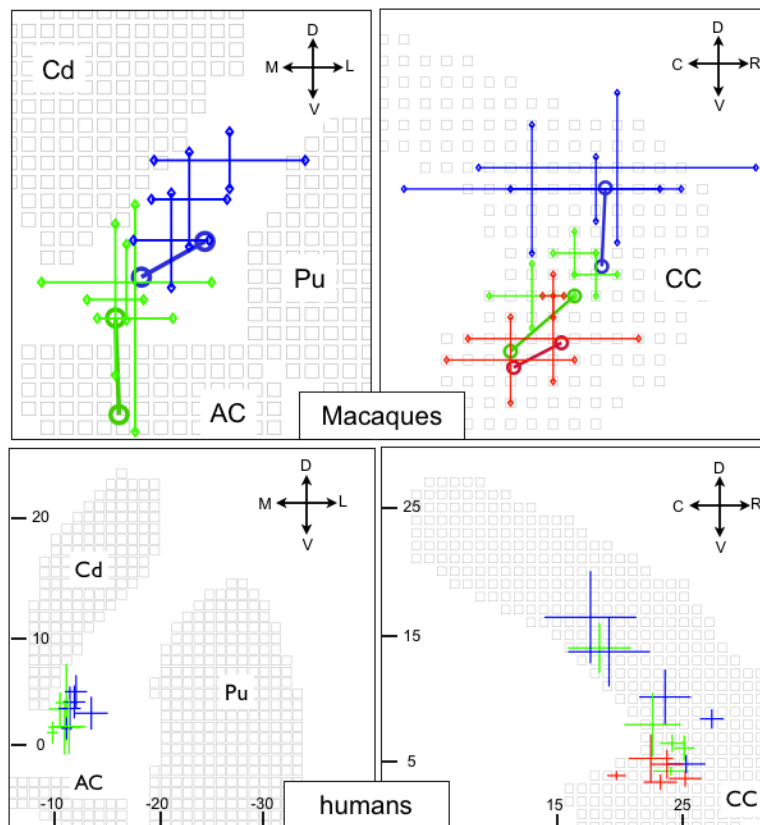 D
M L
V
Cd
Pu
AC
D
C R
V
CC
Macaques
D
M L
V
20
Cd
10
Pu
0
AC
-10 -20 -30
D
C R
V
25
15
5
CC
15 25
humans